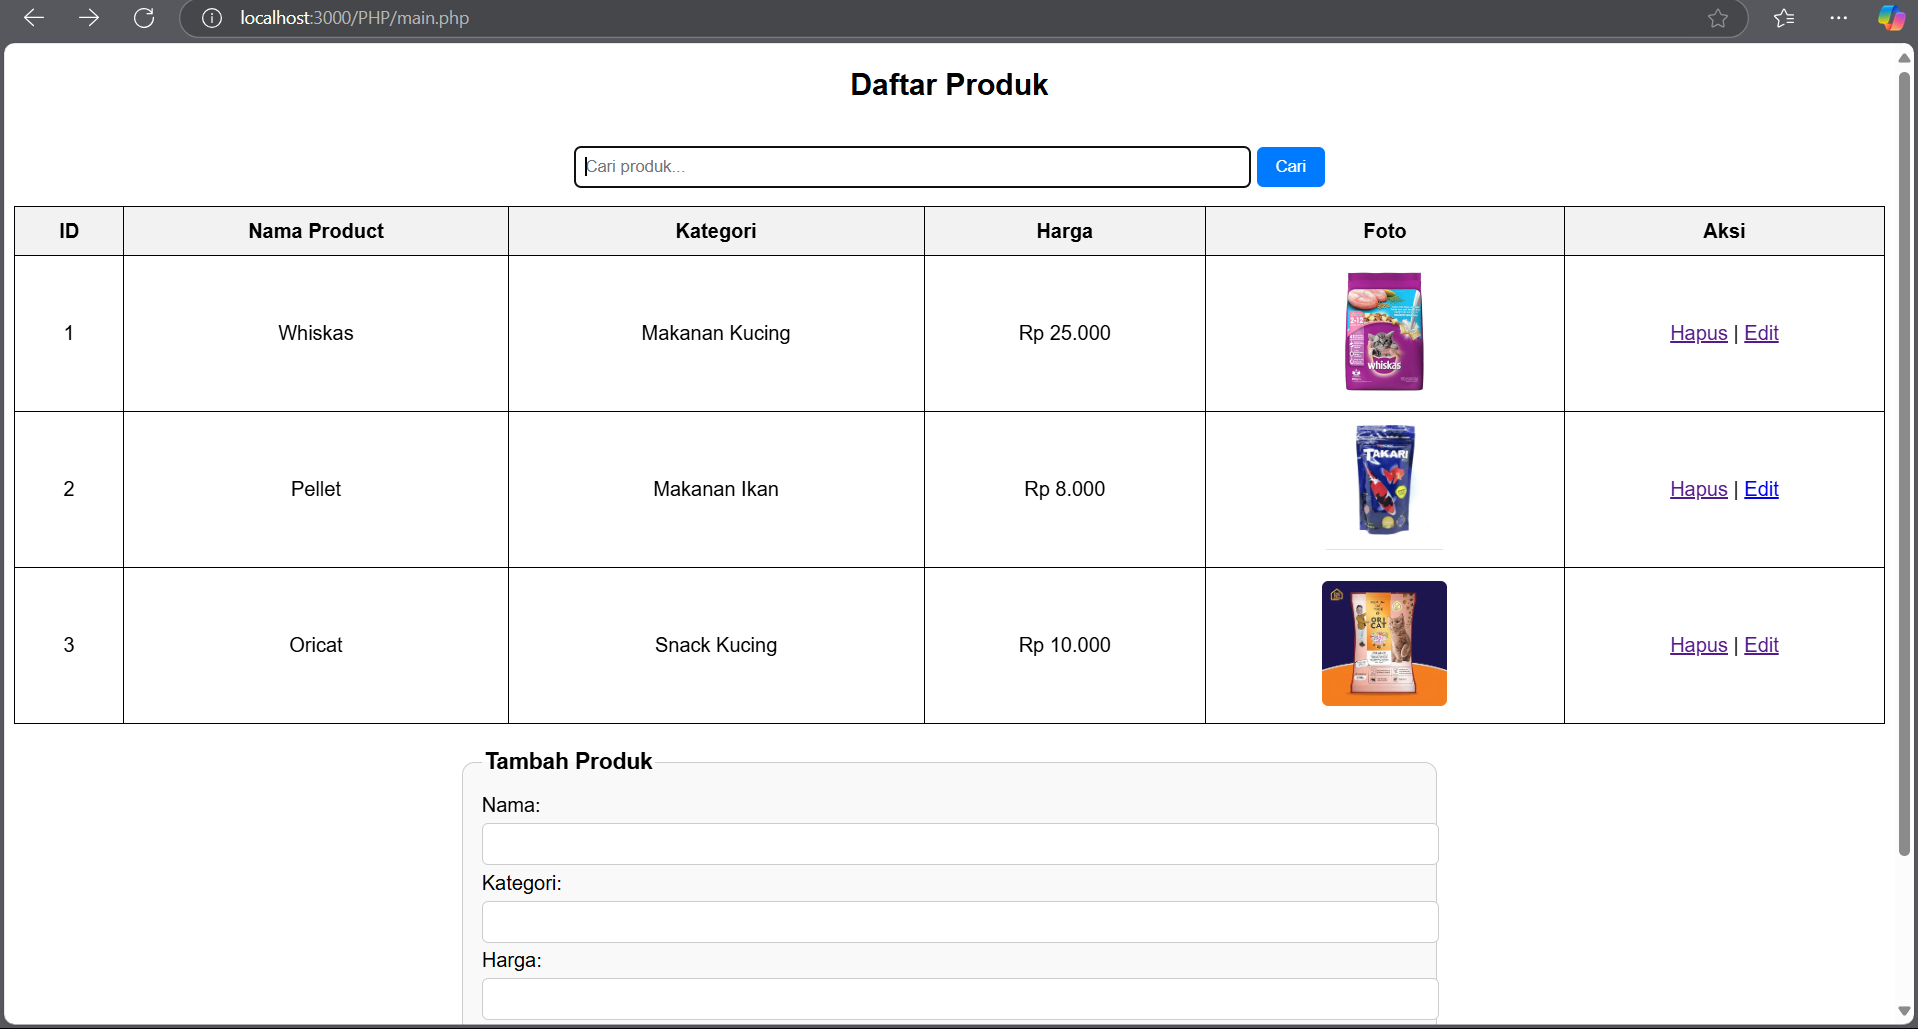 localhost:3000/PHP/main.php
Daftar Produk
Cari produk...
Cari
ID Nama Product Kategori Harga Foto Aksi
whiskas
1 Whiskas Makanan Kucing Rp 25.000 Hapus | Edit
TAKARI
2 Pellet Makanan Ikan Rp 8.000 Hapus | Edit
ORI
CAT
3 Oricat Snack Kucing Rp 10.000 Hapus | Edit
Tambah Produk
Nama:
Kategori:
Harga: